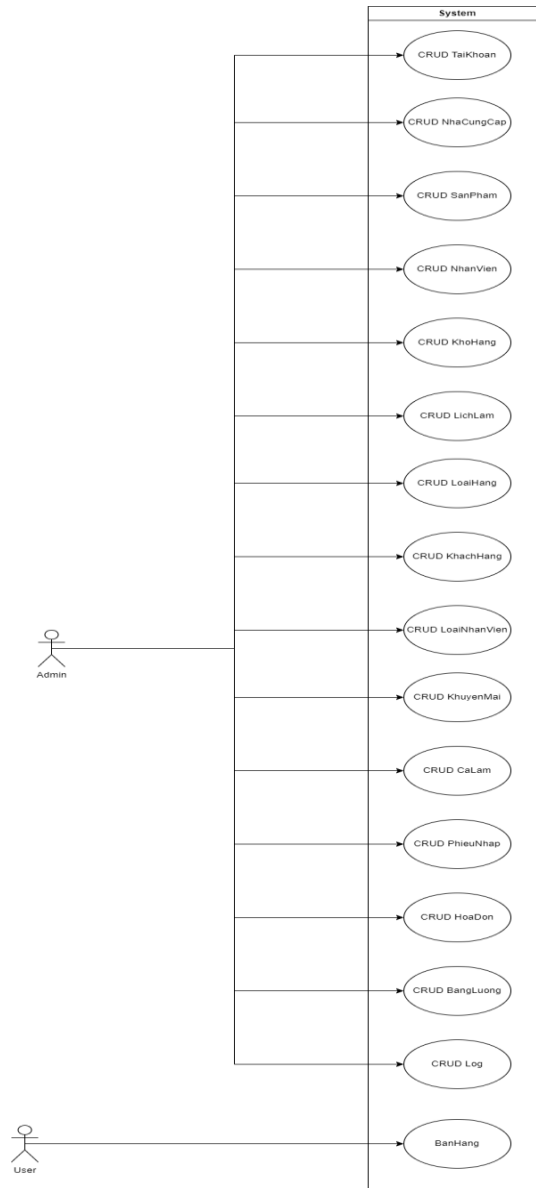 System
CRUD TaiKhoan
CRUD NhaCungCap
CRUD SanPham
CRUD NhanVien
CRUD KhoHang
CRUD LichLam
CRUD LoaiHang
CRUD KhachHang
CRUD LoaiNhanVien
Admin
CRUD KhuyenMai
CRUD CaLam
CRUD PhieuNhap
CRUD HoaDon
CRUD BangLuong
CRUD Log
BanHang
User